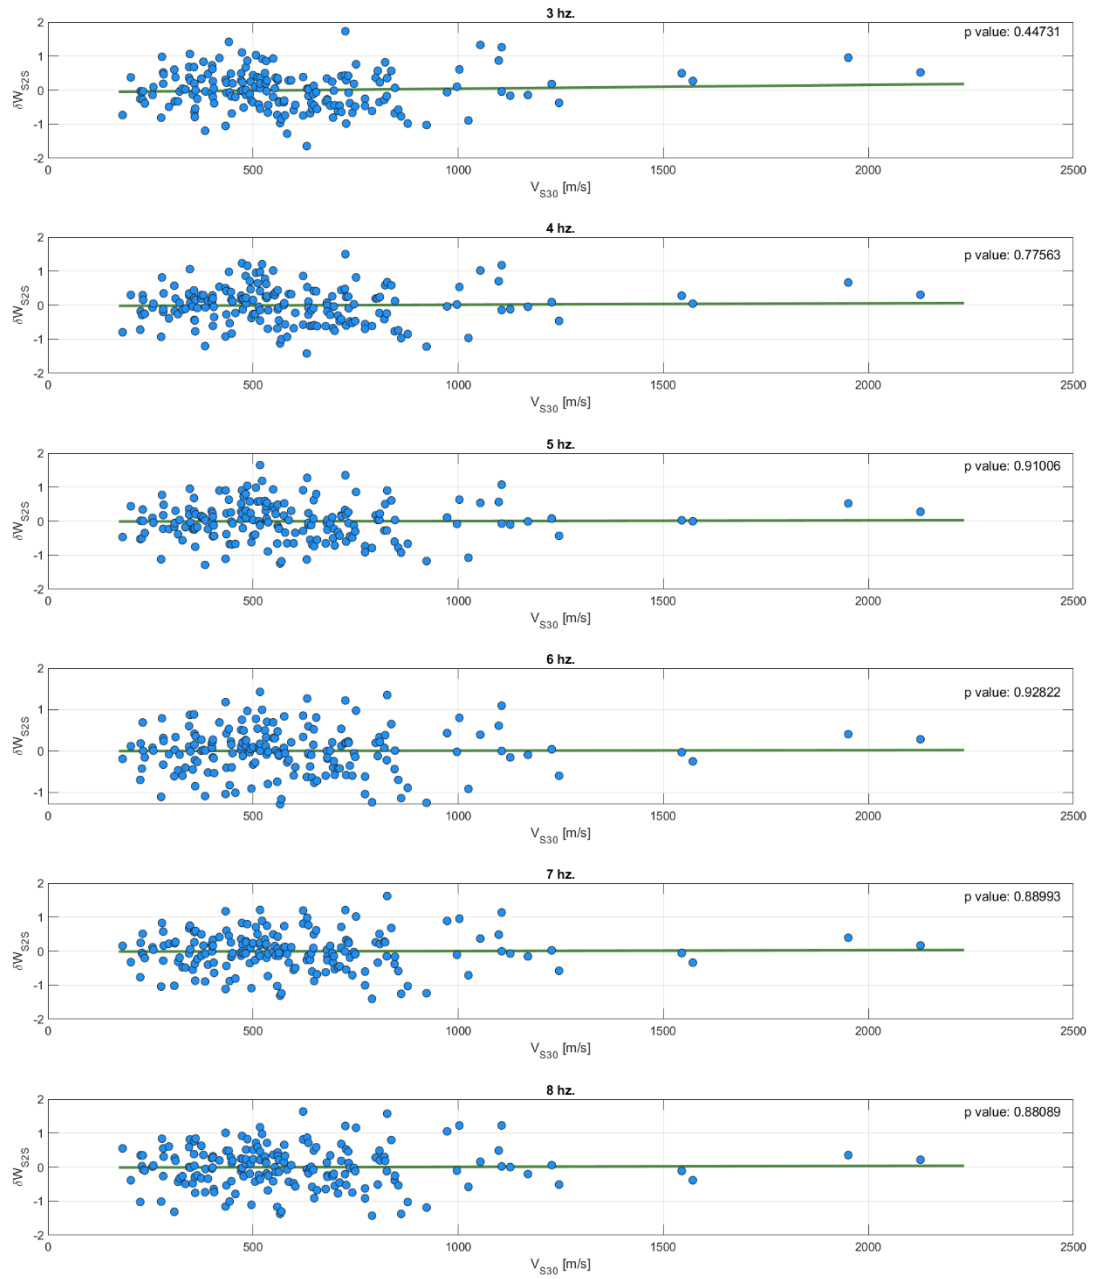 3 hz.
p value: 0.44731
2
1
0
-1
-2
δW_S2S
0 500 1000 1500 2000 2500
V_S30 [m/s]
4 hz.
p value: 0.77563
2
1
0
-1
-2
δW_S2S
0 500 1000 1500 2000 2500
V_S30 [m/s]
5 hz.
p value: 0.91006
2
1
0
-1
-2
δW_S2S
0 500 1000 1500 2000 2500
V_S30 [m/s]
6 hz.
p value: 0.92822
2
1
0
-1
δW_S2S
0 500 1000 1500 2000 2500
V_S30 [m/s]
7 hz.
p value: 0.88993
2
1
0
-1
-2
δW_S2S
0 500 1000 1500 2000 2500
V_S30 [m/s]
8 hz.
p value: 0.88089
2
1
0
-1
-2
δW_S2S
0 500 1000 1500 2000 2500
V_S30 [m/s]